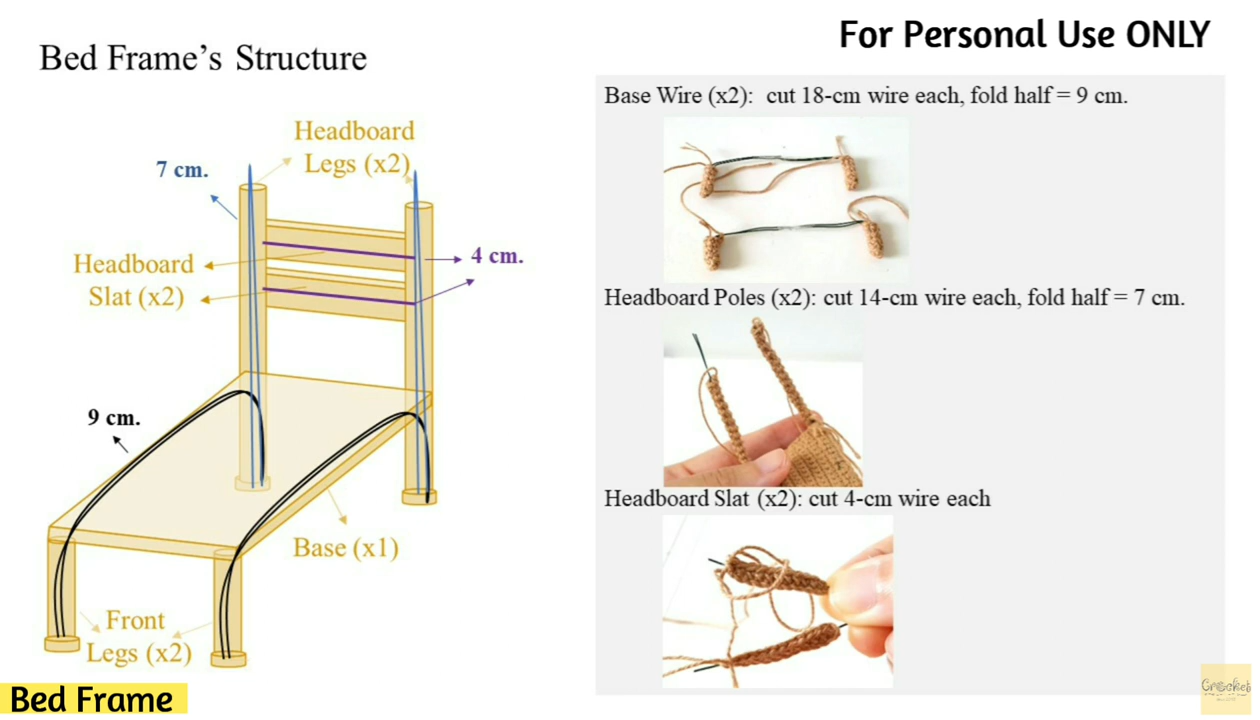 Bed Frame's Structure
For Personal Use ONLY
Base Wire (x2): cut 18-cm wire each, fold half = 9 cm.
Headboard
Legs (x2)
7 cm.
Headboard
Slat (x2)
4 cm.
9 cm.
Base (x1)
Front
Legs (x2)
Headboard Poles (x2): cut 14-cm wire each, fold half = 7 cm.
Headboard Slat (x2): cut 4-cm wire each
Bed Frame
Crochet